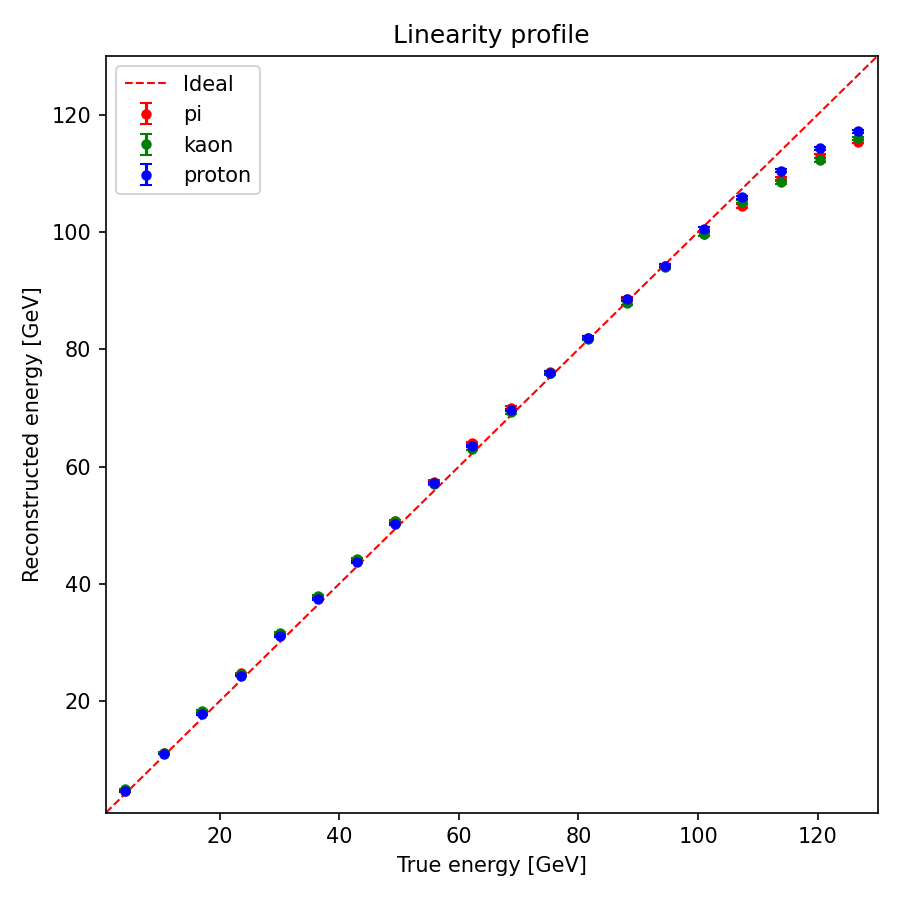 Linearity profile
Ideal
pi
kaon
proton
Reconstructed energy [GeV]
120
100
80
60
40
20
20 40 60 80 100 120
True energy [GeV]